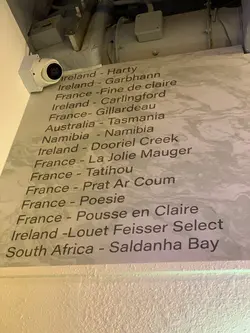 Ireland - Harty
Ireland - Garbhann
France -Fine de claire
Ireland - Carlingford
France- Gillardeau
Australia - Tasmania
Namibia - Namibia
Ireland - Dooriel Creek
France - La Jolie Mauger
France - Tatihou
France - Prat Ar Coum
France - Poesie
France - Pousse en Claire
Ireland -Louet Feisser Select
South Africa - Saldanha Bay